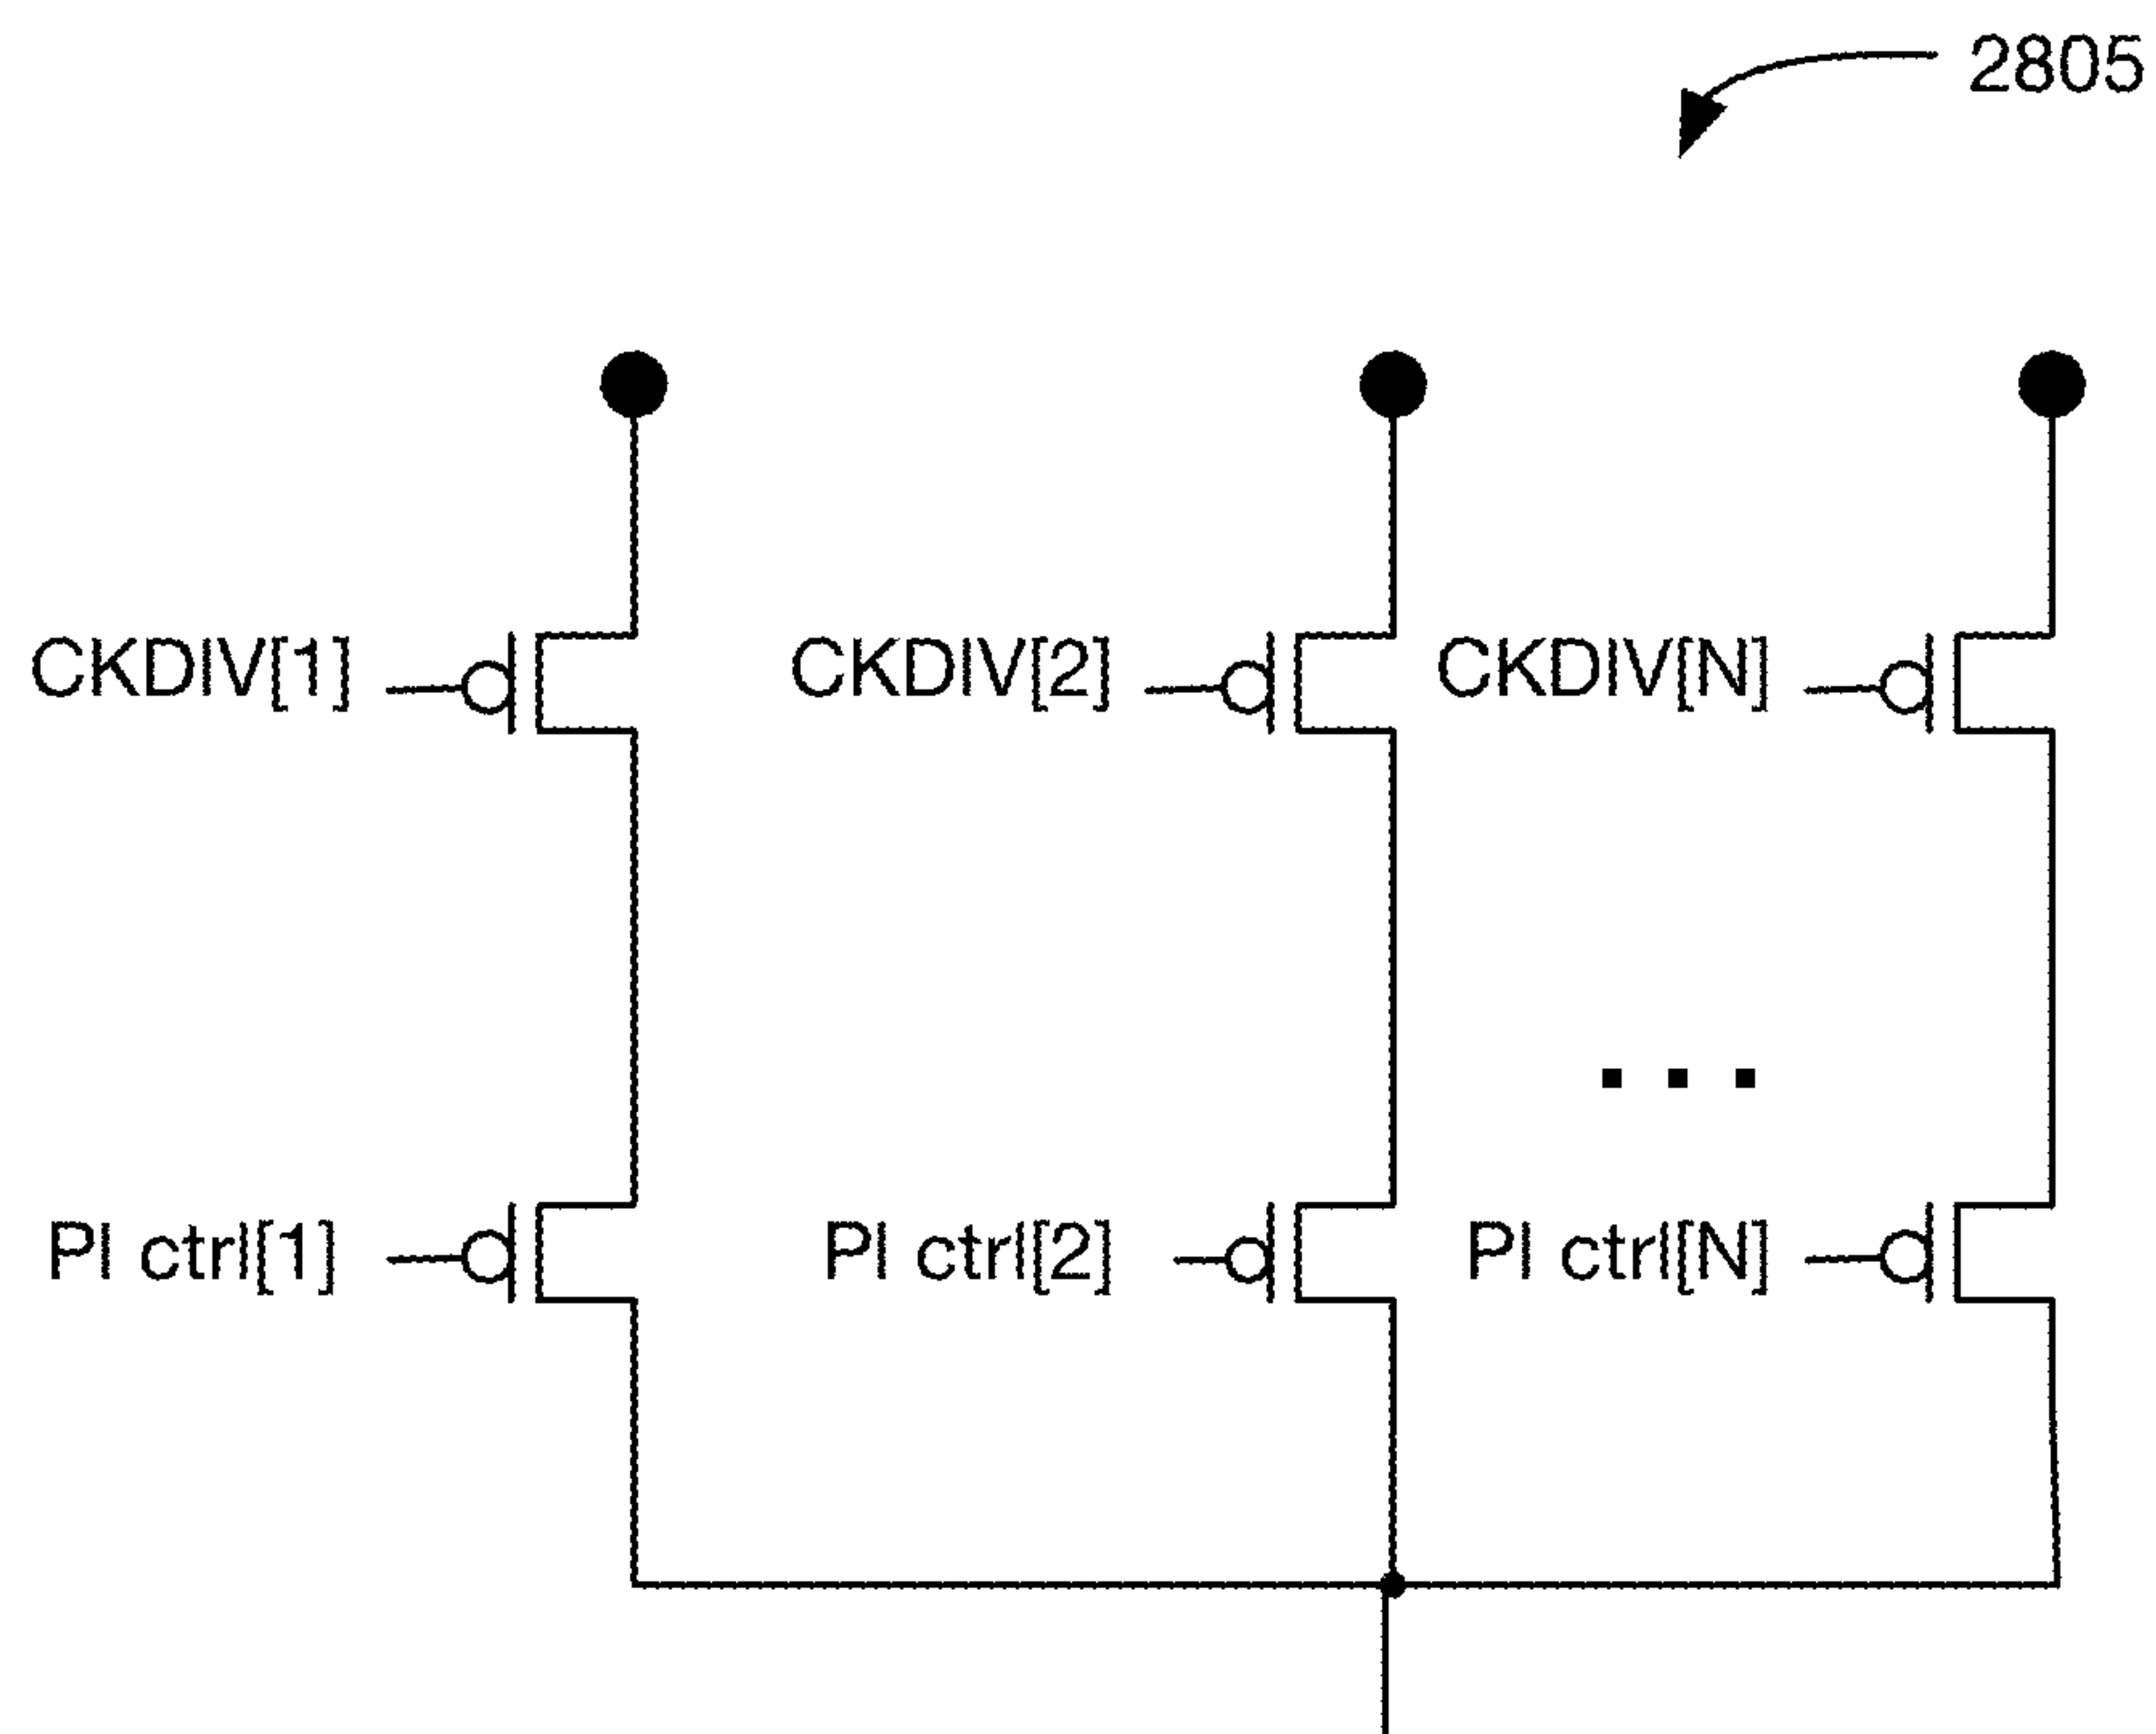 2805
CKDIV[1] CKDIV[2] CKDIV[N]
PI ctrl[1] PI ctrl[2] PI ctrl[N]